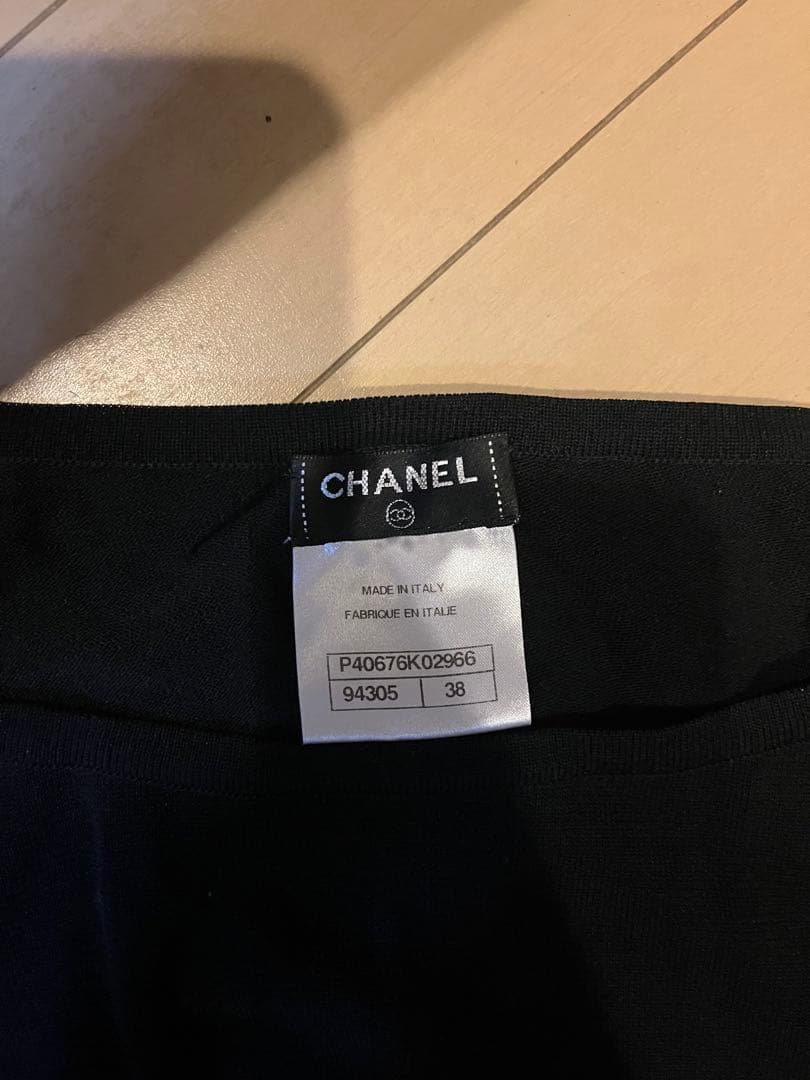 CHANEL
MADE IN ITALY
FABRIQUE EN ITALIE
P40676K02966
94305 38